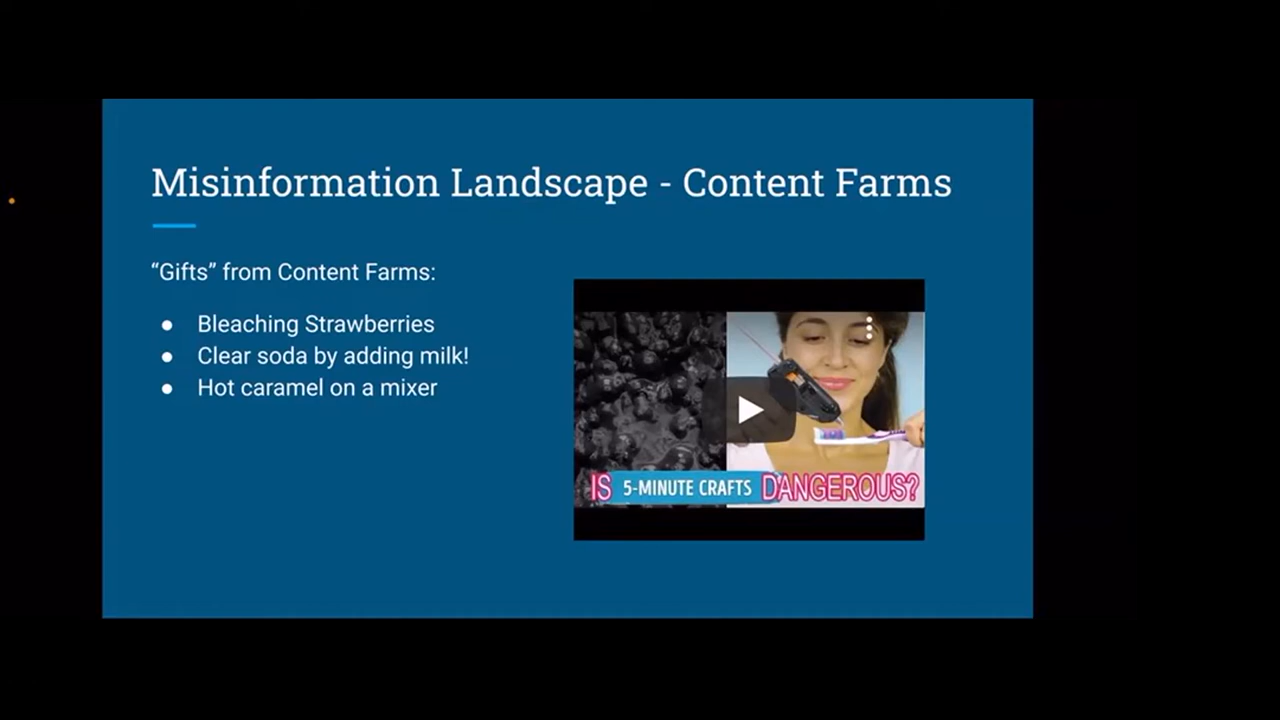 Misinformation Landscape - Content Farms
“Gifts” from Content Farms:
● Bleaching Strawberries
● Clear soda by adding milk!
● Hot caramel on a mixer
IS 5-MINUTE CRAFTS DANGEROUS?